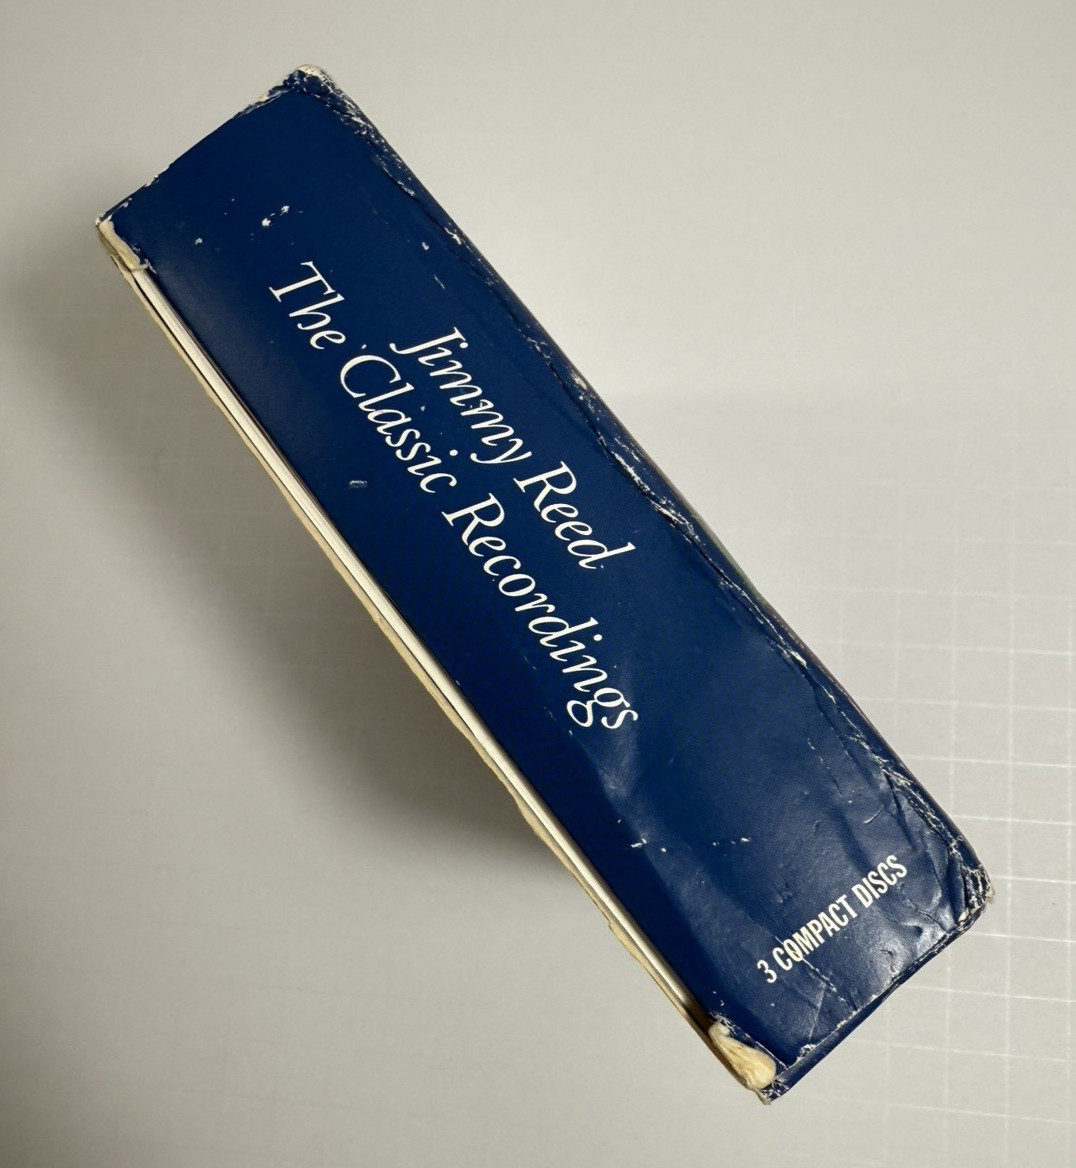 Jimmy Reed
The Classic Recordings
3 COMPACT DISCS